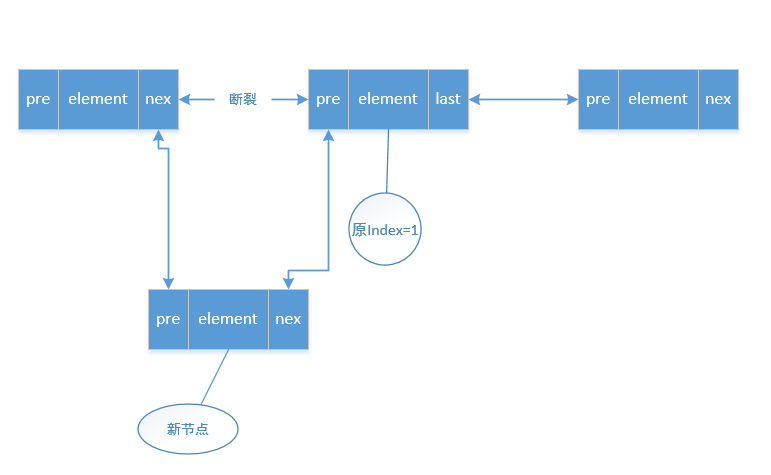 pre element nex
断裂
pre element last
pre element nex
原Index=1
pre element nex
新节点